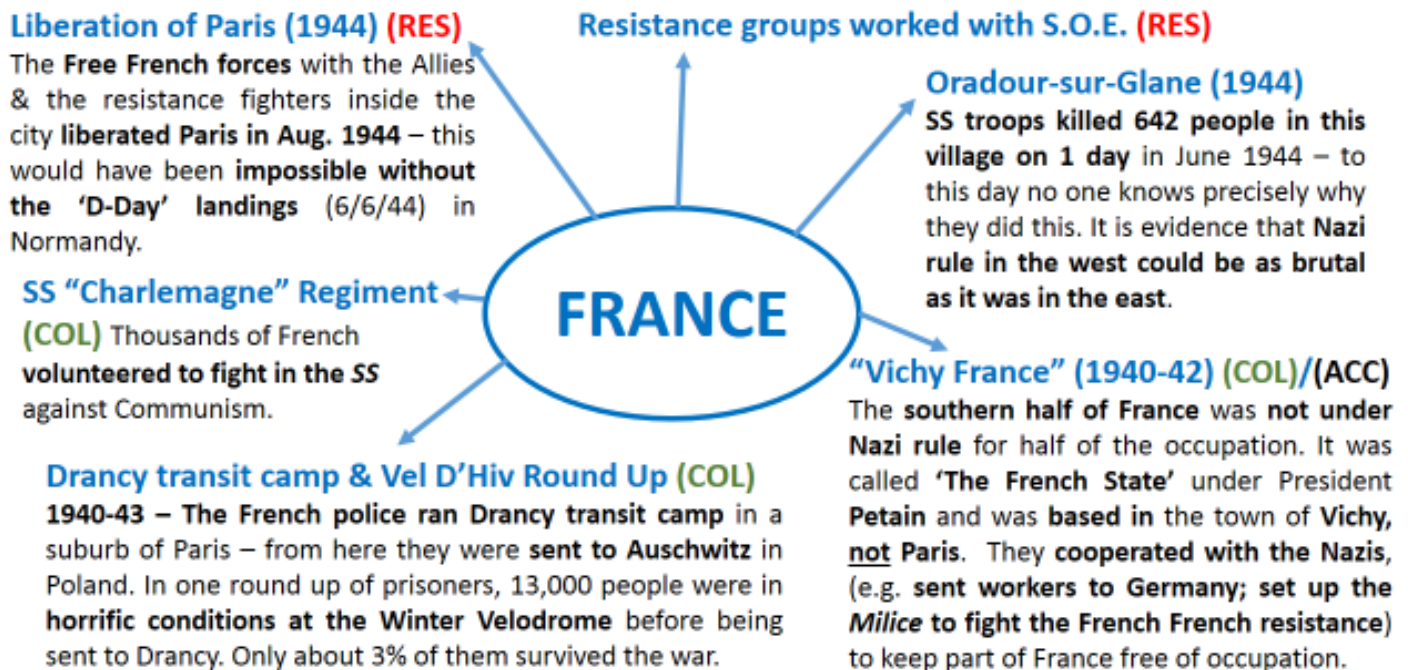 Liberation of Paris (1944) (RES)
The Free French forces with the Allies
& the resistance fighters inside the
city liberated Paris in Aug. 1944 – this
would have been impossible without
the ‘D-Day’ landings (6/6/44) in
Normandy.
Resistance groups worked with S.O.E. (RES)
Oradour-sur-Glane (1944)
SS troops killed 642 people in this
village on 1 day in June 1944 – to
this day no one knows precisely why
they did this. It is evidence that Nazi
rule in the west could be as brutal
as it was in the east.
SS “Charlemagne” Regiment
(COL) Thousands of French
volunteered to fight in the SS
against Communism.
FRANCE
“Vichy France” (1940-42) (COL)/(ACC)
The southern half of France was not under
Nazi rule for half of the occupation. It was
called ‘The French State’ under President
Petain and was based in the town of Vichy,
not Paris. They cooperated with the Nazis,
(e.g. sent workers to Germany; set up the
Milice to fight the French French resistance)
to keep part of France free of occupation.
Drancy transit camp & Vel D’Hiv Round Up (COL)
1940-43 – The French police ran Drancy transit camp in a
suburb of Paris – from here they were sent to Auschwitz in
Poland. In one round up of prisoners, 13,000 people were in
horrific conditions at the Winter Velodrome before being
sent to Drancy. Only about 3% of them survived the war.